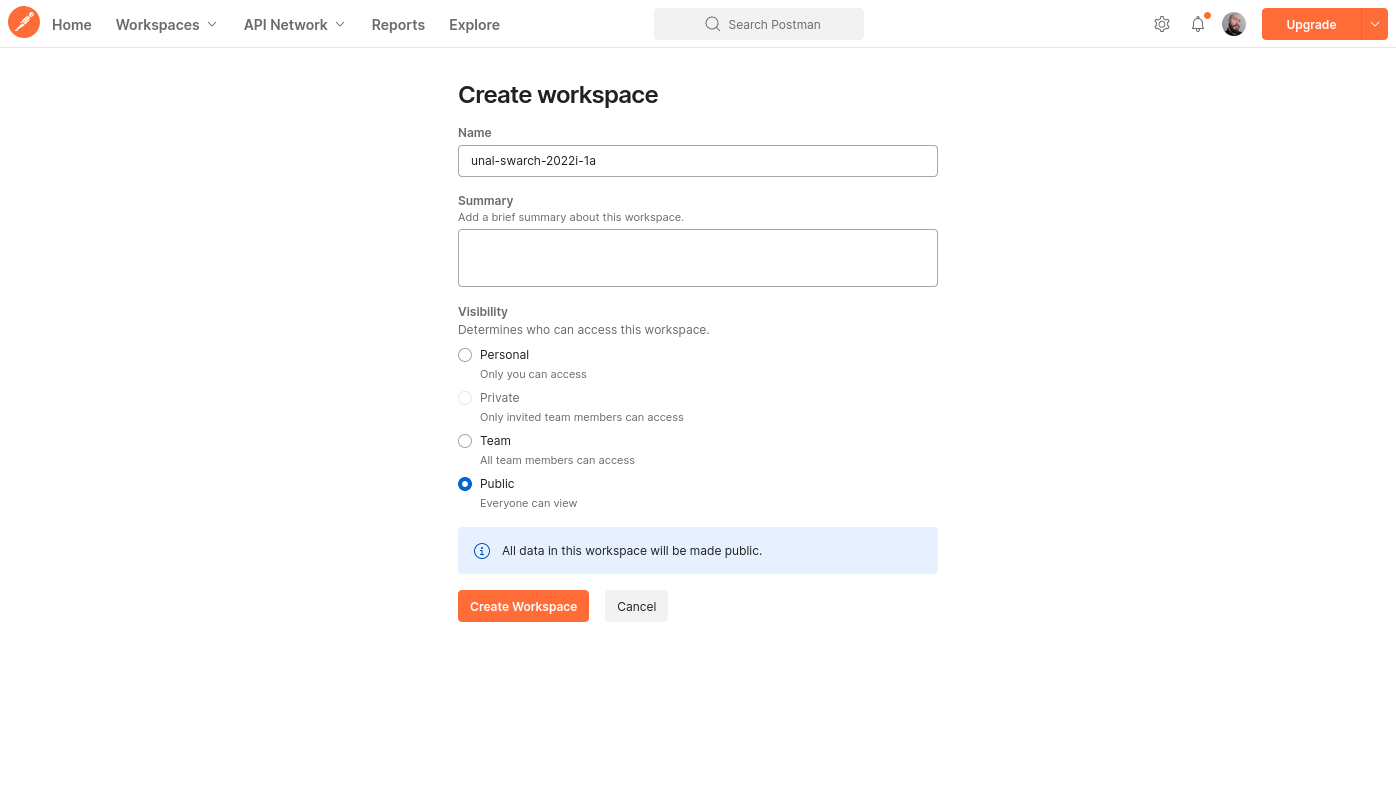 Home Workspaces API Network Reports Explore Search Postman Upgrade
Create workspace
Name
unal-swarch-2022i-1a
Summary
Add a brief summary about this workspace.
Visibility
Determines who can access this workspace.
Personal
Only you can access
Private
Only invited team members can access
Team
All team members can access
Public
Everyone can view
All data in this workspace will be made public.
Create Workspace Cancel